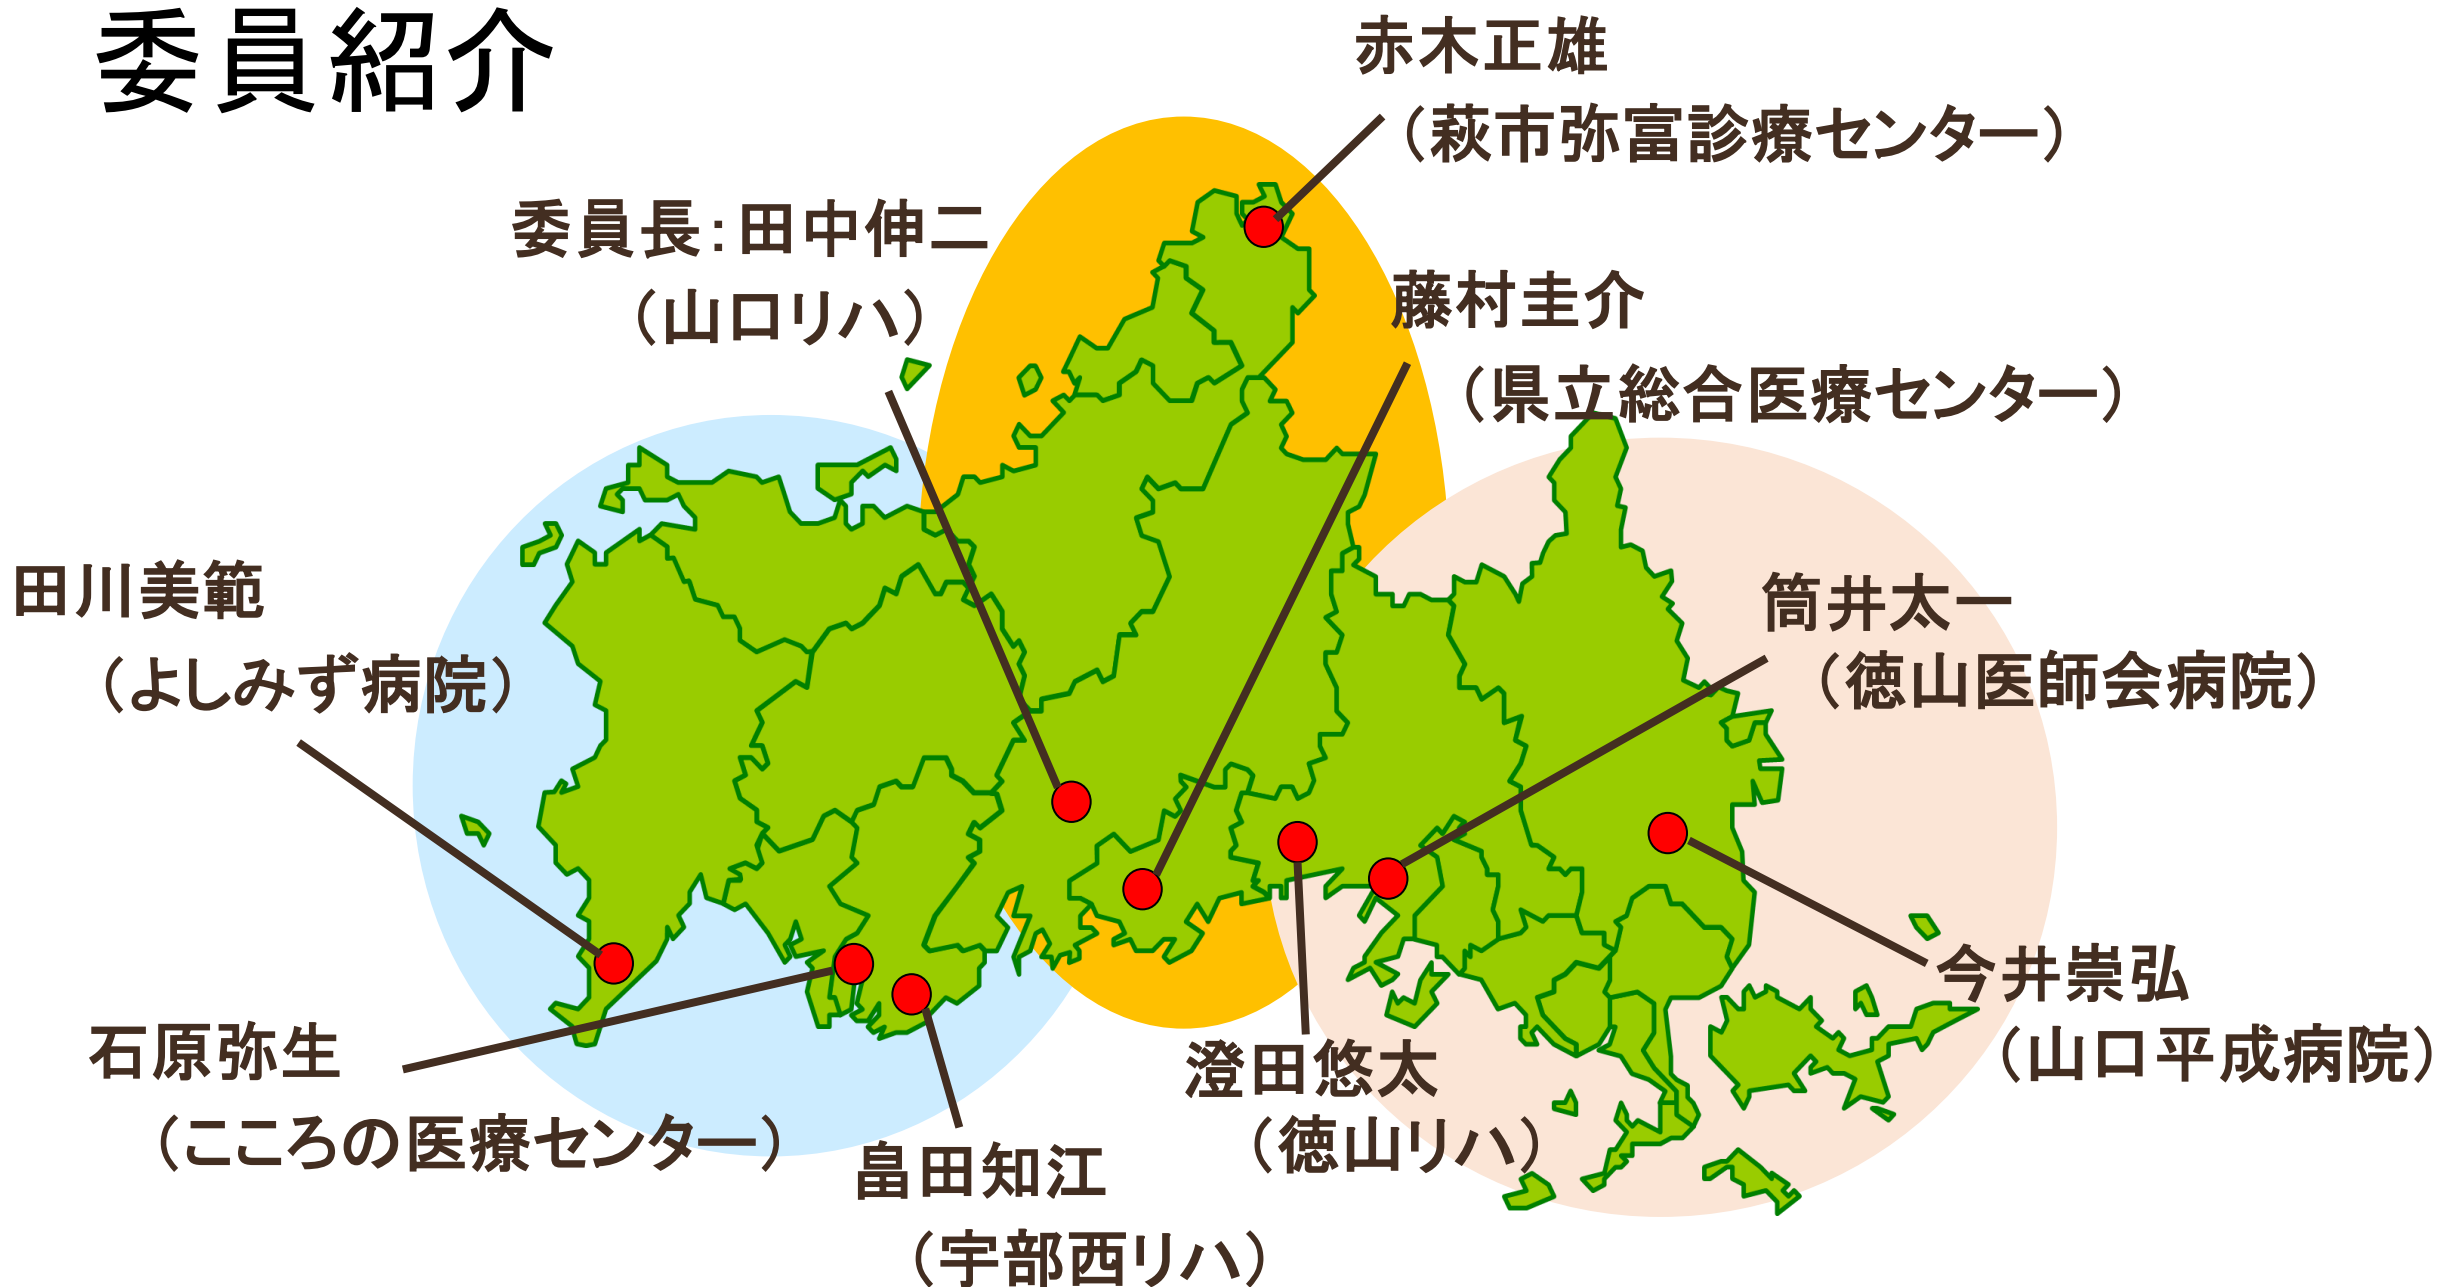 委員紹介
赤木正雄
（萩市弥富診療センター）
委員長：田中伸二
（山口リハ）
藤村圭介
（県立総合医療センター）
田川美範
（よしみず病院）
筒井太一
（徳山医師会病院）
今井崇弘
（山口平成病院）
石原弥生
（こころの医療センター）
澄田悠太
（徳山リハ）
畠田知江
（宇部西リハ）